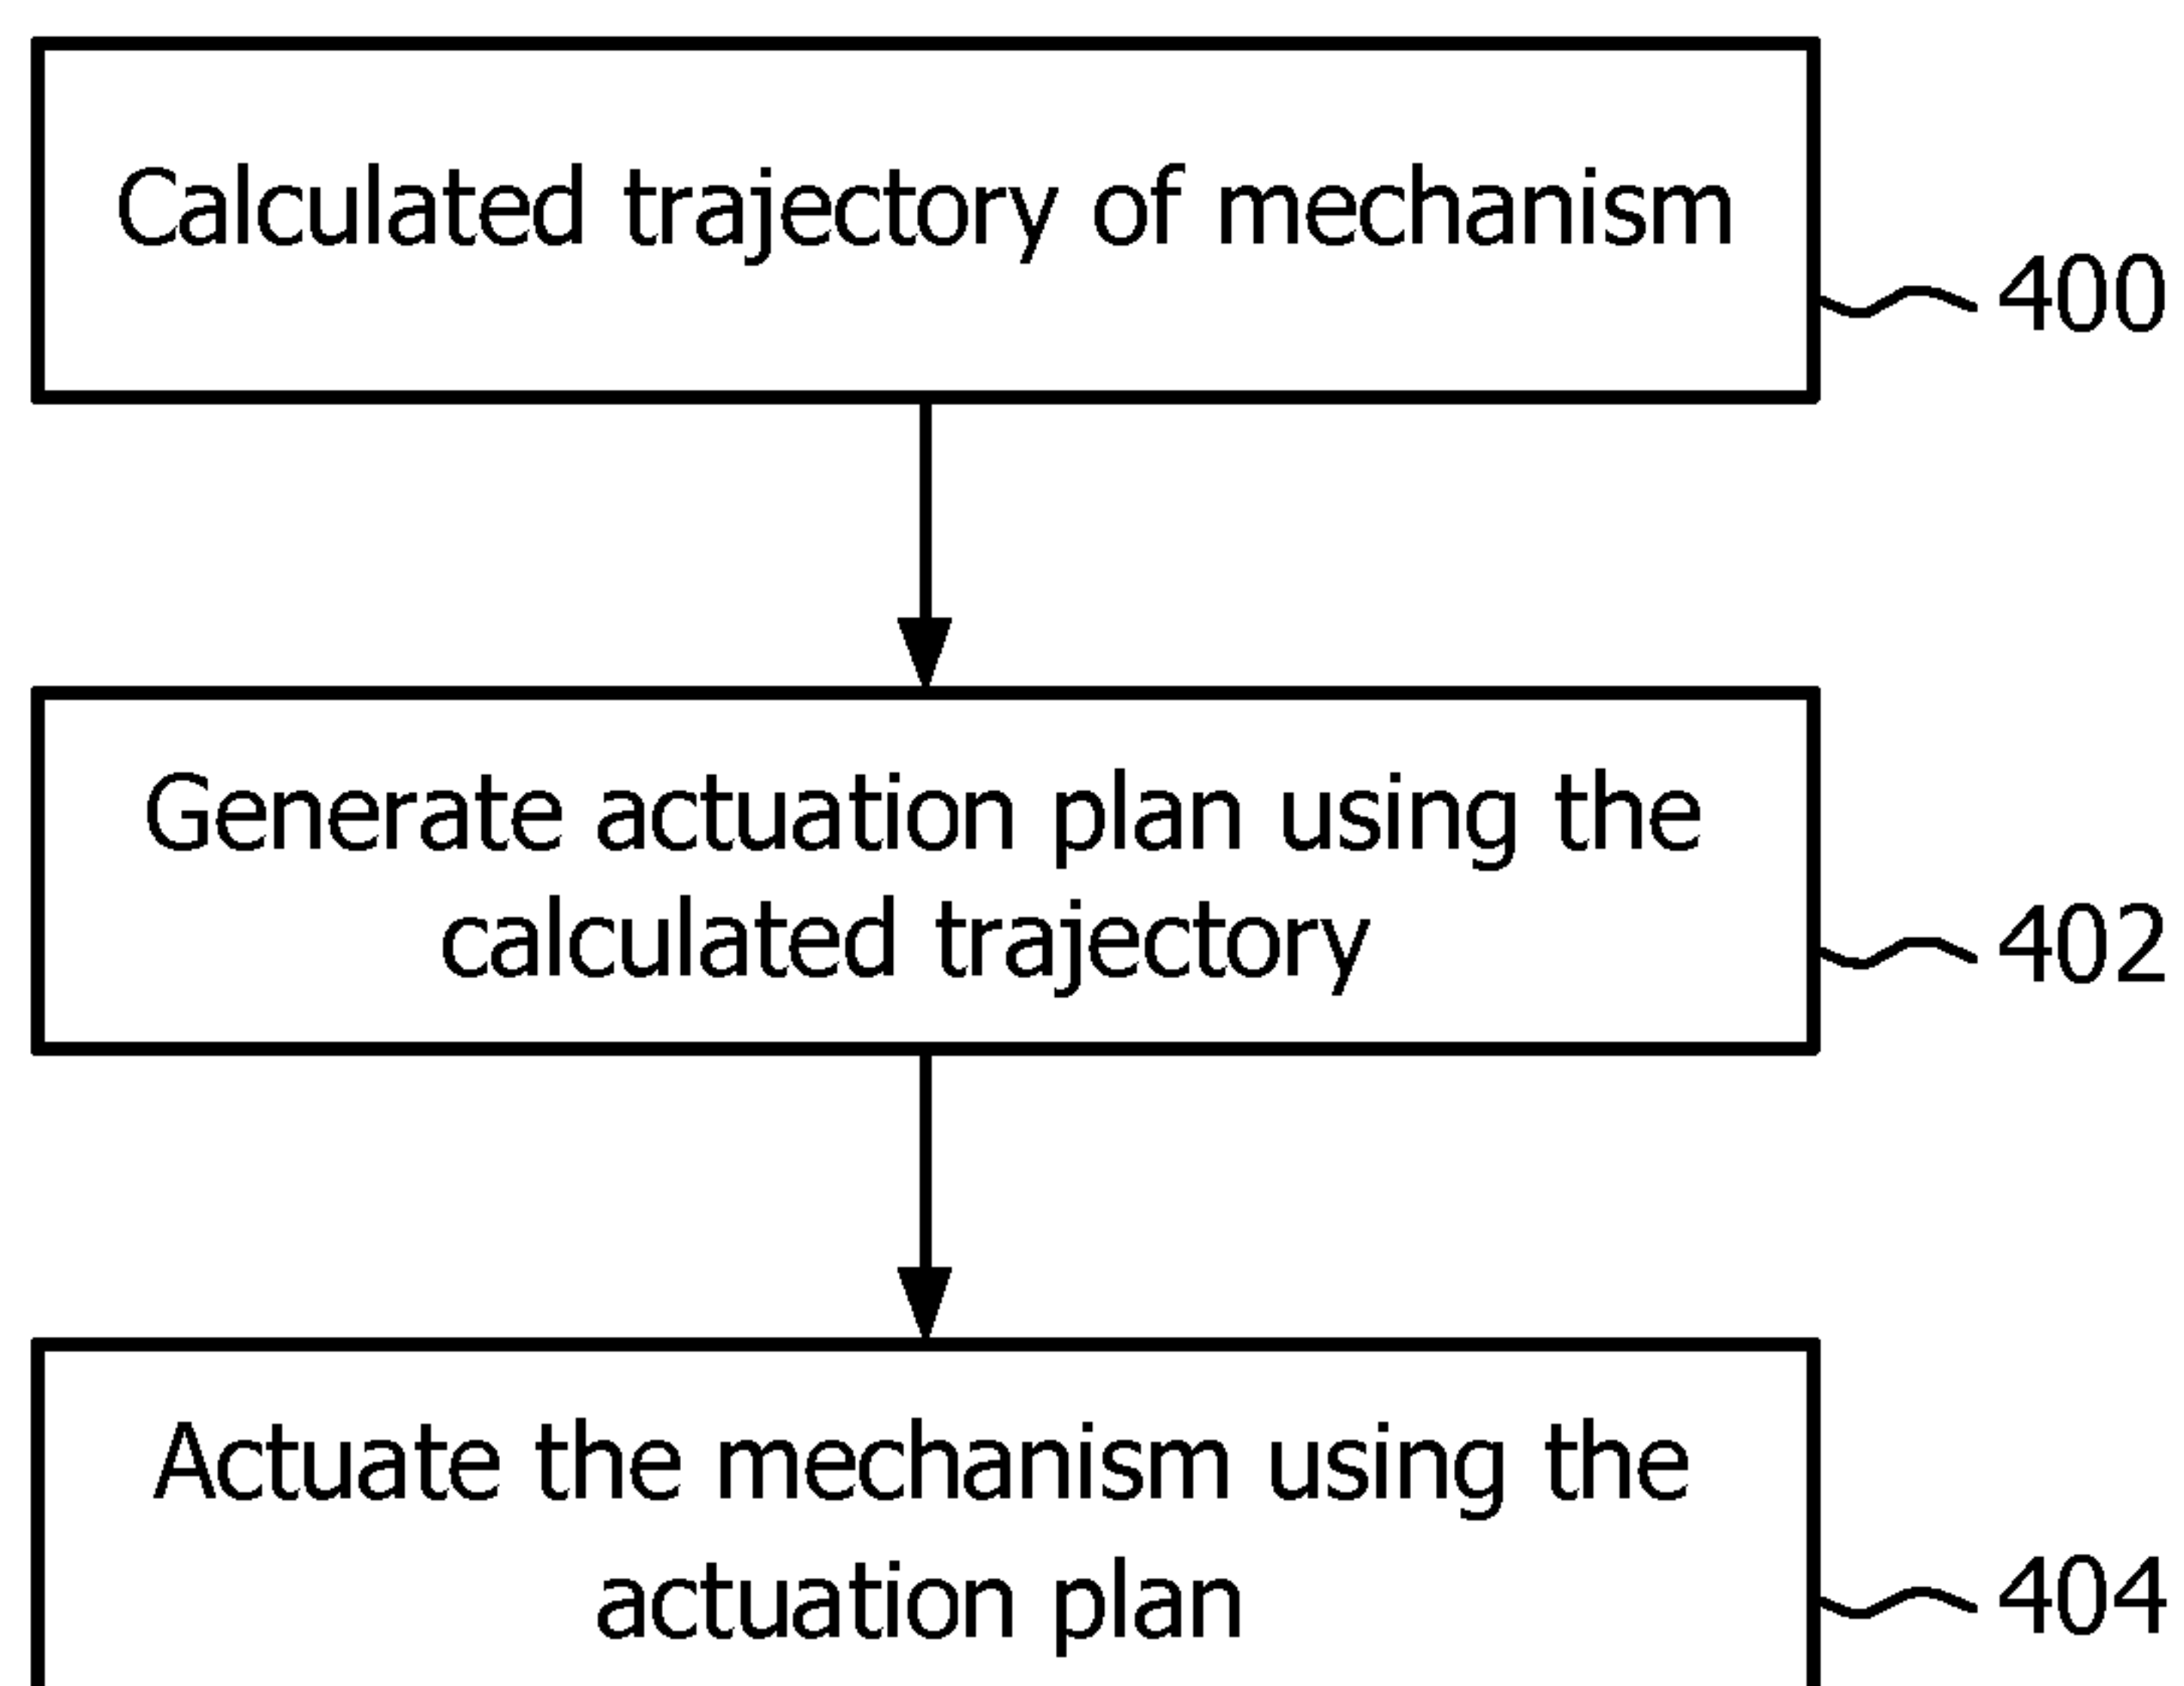 Calculated trajectory of mechanism
400
Generate actuation plan using the
calculated trajectory
402
Actuate the mechanism using the
actuation plan
404